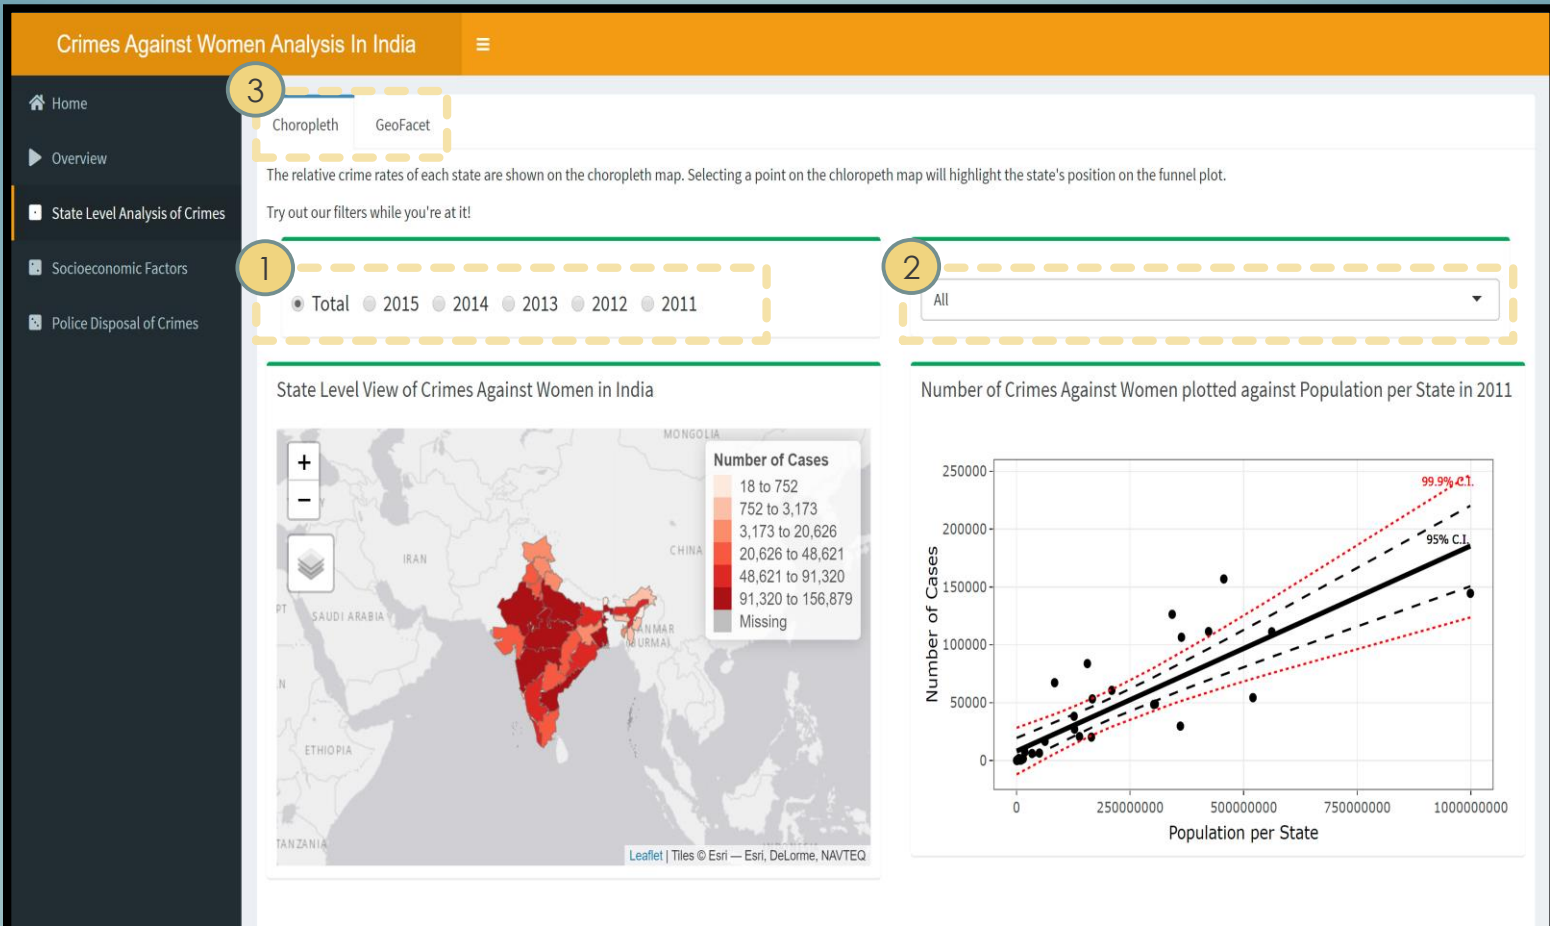 Crimes Against Women Analysis In India
Home
Overview
State Level Analysis of Crimes
Socioeconomic Factors
Police Disposal of Crimes
3
Choropleth GeoFacet
The relative crime rates of each state are shown on the choropleth map. Selecting a point on the chloropeth map will highlight the state's position on the funnel plot.
Try out our filters while you're at it!
1
Total 2015 2014 2013 2012 2011
2
All
State Level View of Crimes Against Women in India
+
−
MONGOLIA
IRAN
CHINA
SAUDI ARABIA
ETHIOPIA
TANZANIA
Number of Cases
18 to 752
752 to 3,173
3,173 to 20,626
20,626 to 48,621
48,621 to 91,320
91,320 to 156,879
Missing
Leaflet | Tiles © Esri — Esri, DeLorme, NAVTEQ
Number of Crimes Against Women plotted against Population per State in 2011
Number of Cases
250000
200000
150000
100000
50000
0
99.9% C.I.
95% C.I.
0 250000000 500000000 750000000 1000000000
Population per State